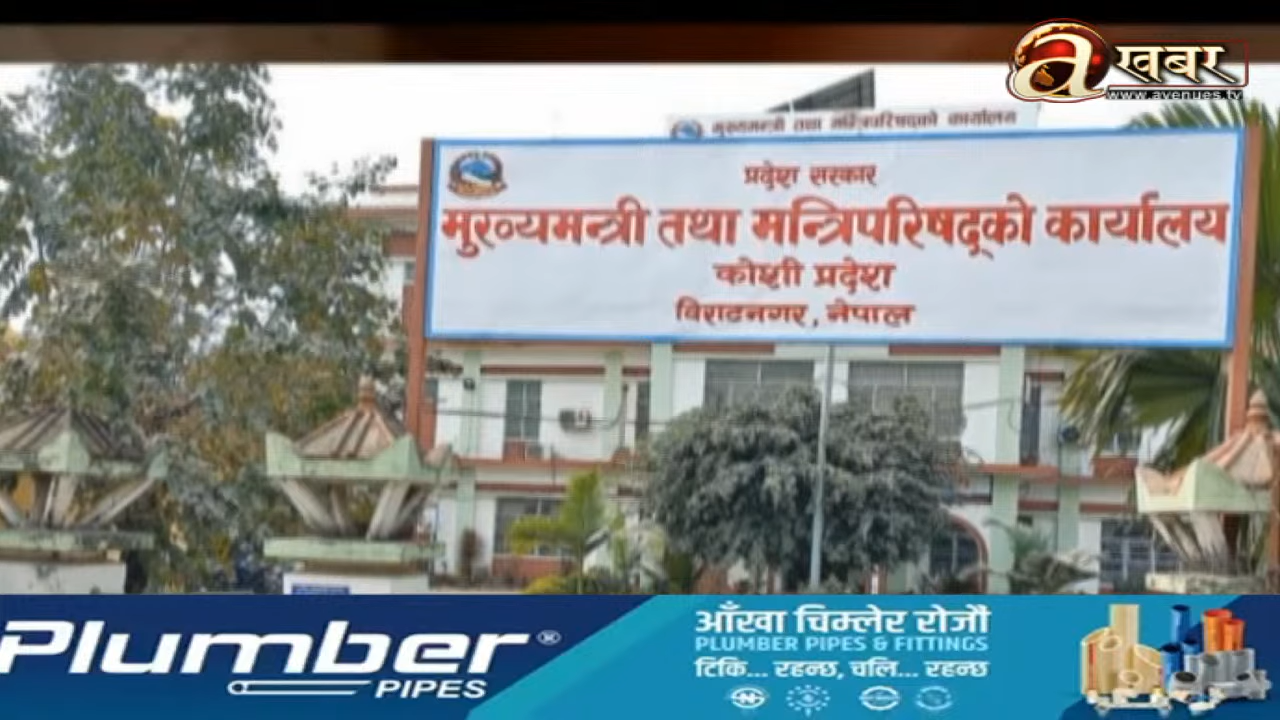 a खबर
www.avenues.tv
मुख्यमन्त्री तथा मन्त्रिपरिषद्को कार्यालय
प्रदेश सरकार
मुख्यमन्त्री तथा मन्त्रिपरिषद्को कार्यालय
कोशी प्रदेश
विराटनगर, नेपाल
Plumber®
PIPES
आँखा चिम्लेर रोजौ
PLUMBER PIPES & FITTINGS
टिकि... रहन्छ, चलि... रहन्छ